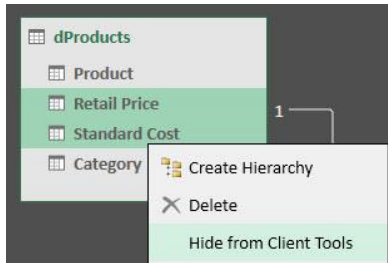 dProducts
Product
Retail Price
Standard Cost
Category
1
Create Hierarchy
Delete
Hide from Client Tools